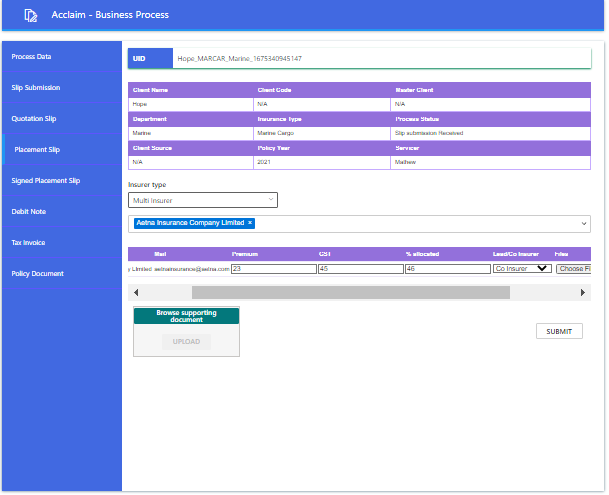 Acclaim - Business Process
Process Data
Slip Submission
Quotation Slip
Placement Slip
Signed Placement Slip
Debit Note
Tax Invoice
Policy Document
UID Hope_MARCAR_Marine_1675340945147
Client Name Client Code Master Client
Hope N/A N/A
Department Insurance Type Process Status
Marine Marine Cargo Slip submission Received
Client Source Policy Year Servicer
N/A 2021 Mathew
Insurer type
Multi Insurer
Aetna Insurance Company Limited ×
Mail Premium GST % allocated Lead/Co Insurer Files
y Limited aetnainsurance@aetna.com 23 45 46 Co Insurer Choose Fi
Browse supporting
document
UPLOAD
SUBMIT